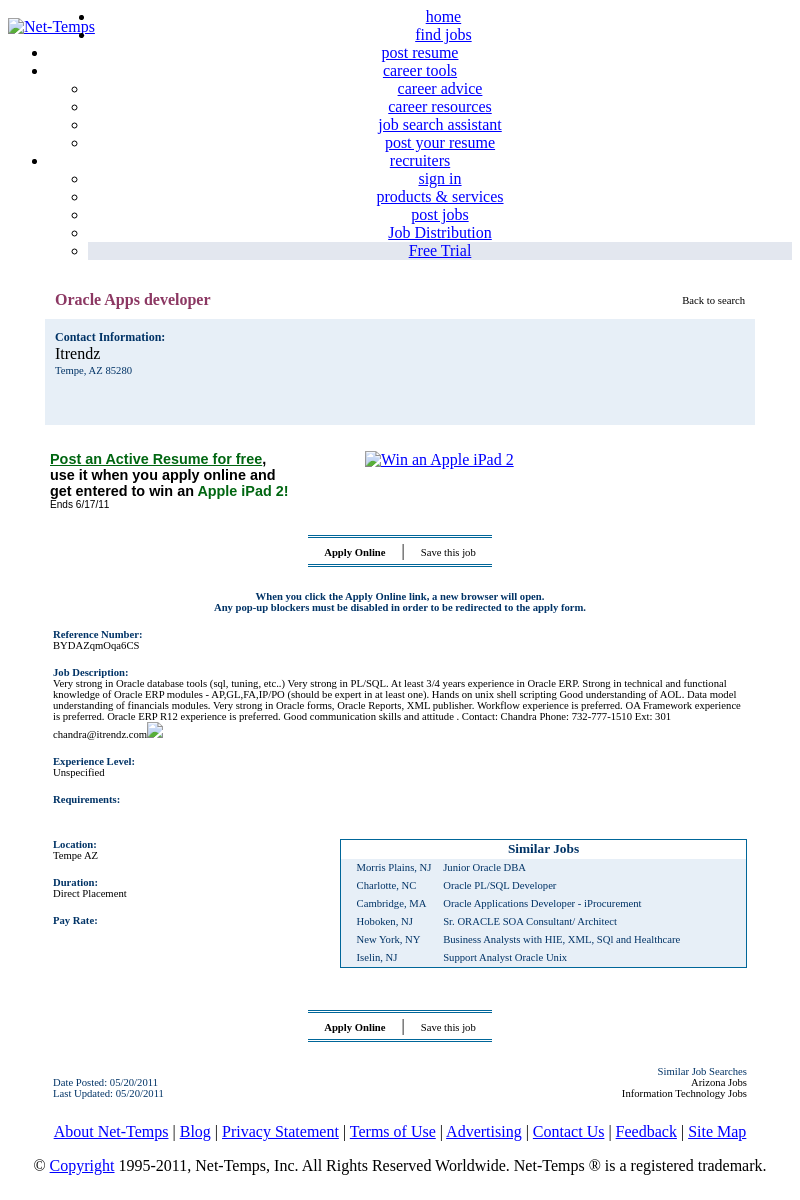 Net-Temps
home
find jobs
post resume
career tools
career advice
career resources
job search assistant
post your resume
recruiters
sign in
products & services
post jobs
Job Distribution
Free Trial
Oracle Apps developer
Back to search
Contact Information:
Itrendz
Tempe, AZ 85280
Post an Active Resume for free,
use it when you apply online and
get entered to win an Apple iPad 2!
Ends 6/17/11
Win an Apple iPad 2
Apply Online | Save this job
When you click the Apply Online link, a new browser will open.
Any pop-up blockers must be disabled in order to be redirected to the apply form.
Reference Number:
BYDAZqmOqa6CS
Job Description:
Very strong in Oracle database tools (sql, tuning, etc..) Very strong in PL/SQL. At least 3/4 years experience in Oracle ERP. Strong in technical and functional
knowledge of Oracle ERP modules - AP,GL,FA,IP/PO (should be expert in at least one). Hands on unix shell scripting Good understanding of AOL. Data model
understanding of financials modules. Very strong in Oracle forms, Oracle Reports, XML publisher. Workflow experience is preferred. OA Framework experience
is preferred. Oracle ERP R12 experience is preferred. Good communication skills and attitude . Contact: Chandra Phone: 732-777-1510 Ext: 301
chandra@itrendz.com
Experience Level:
Unspecified
Requirements:
Location:
Tempe AZ
Duration:
Direct Placement
Pay Rate:
Similar Jobs
Morris Plains, NJ Junior Oracle DBA
Charlotte, NC Oracle PL/SQL Developer
Cambridge, MA Oracle Applications Developer - iProcurement
Hoboken, NJ Sr. ORACLE SOA Consultant/ Architect
New York, NY Business Analysts with HIE, XML, SQl and Healthcare
Iselin, NJ Support Analyst Oracle Unix
Apply Online | Save this job
Date Posted: 05/20/2011
Last Updated: 05/20/2011
Similar Job Searches
Arizona Jobs
Information Technology Jobs
About Net-Temps | Blog | Privacy Statement | Terms of Use | Advertising | Contact Us | Feedback | Site Map
© Copyright 1995-2011, Net-Temps, Inc. All Rights Reserved Worldwide. Net-Temps ® is a registered trademark.